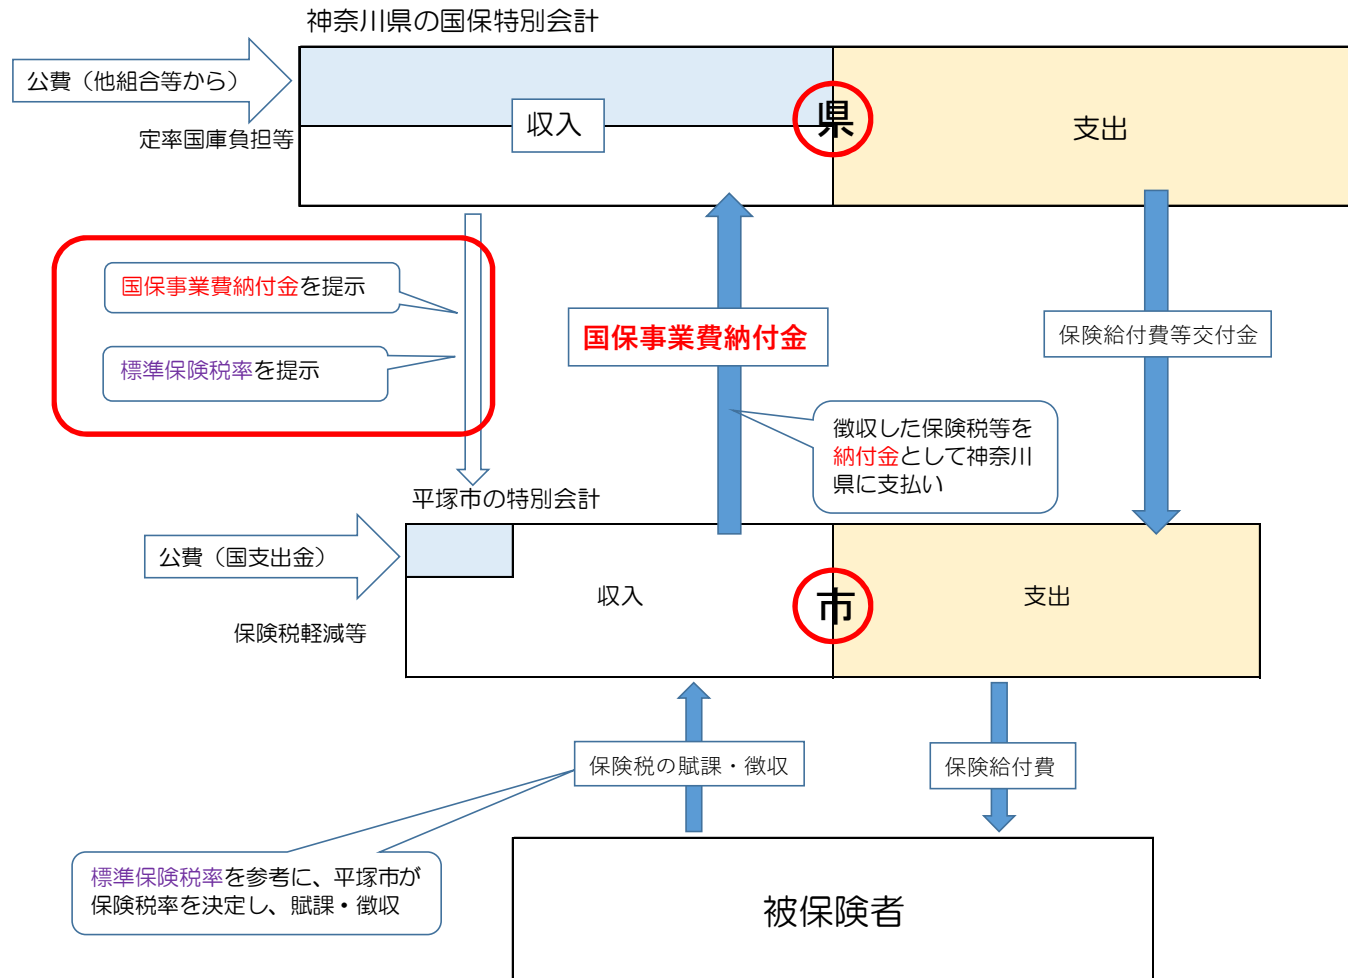 神奈川県の国保特別会計
公費（他組合等から）
定率国庫負担等
収入
県
支出
国保事業費納付金を提示
標準保険税率を提示
国保事業費納付金
保険給付費等交付金
徴収した保険税等を
納付金として神奈川
県に支払い
平塚市の特別会計
公費（国支出金）
保険税軽減等
収入
市
支出
保険税の賦課・徴収
保険給付費
標準保険税率を参考に、平塚市が
保険税率を決定し、賦課・徴収
被保険者